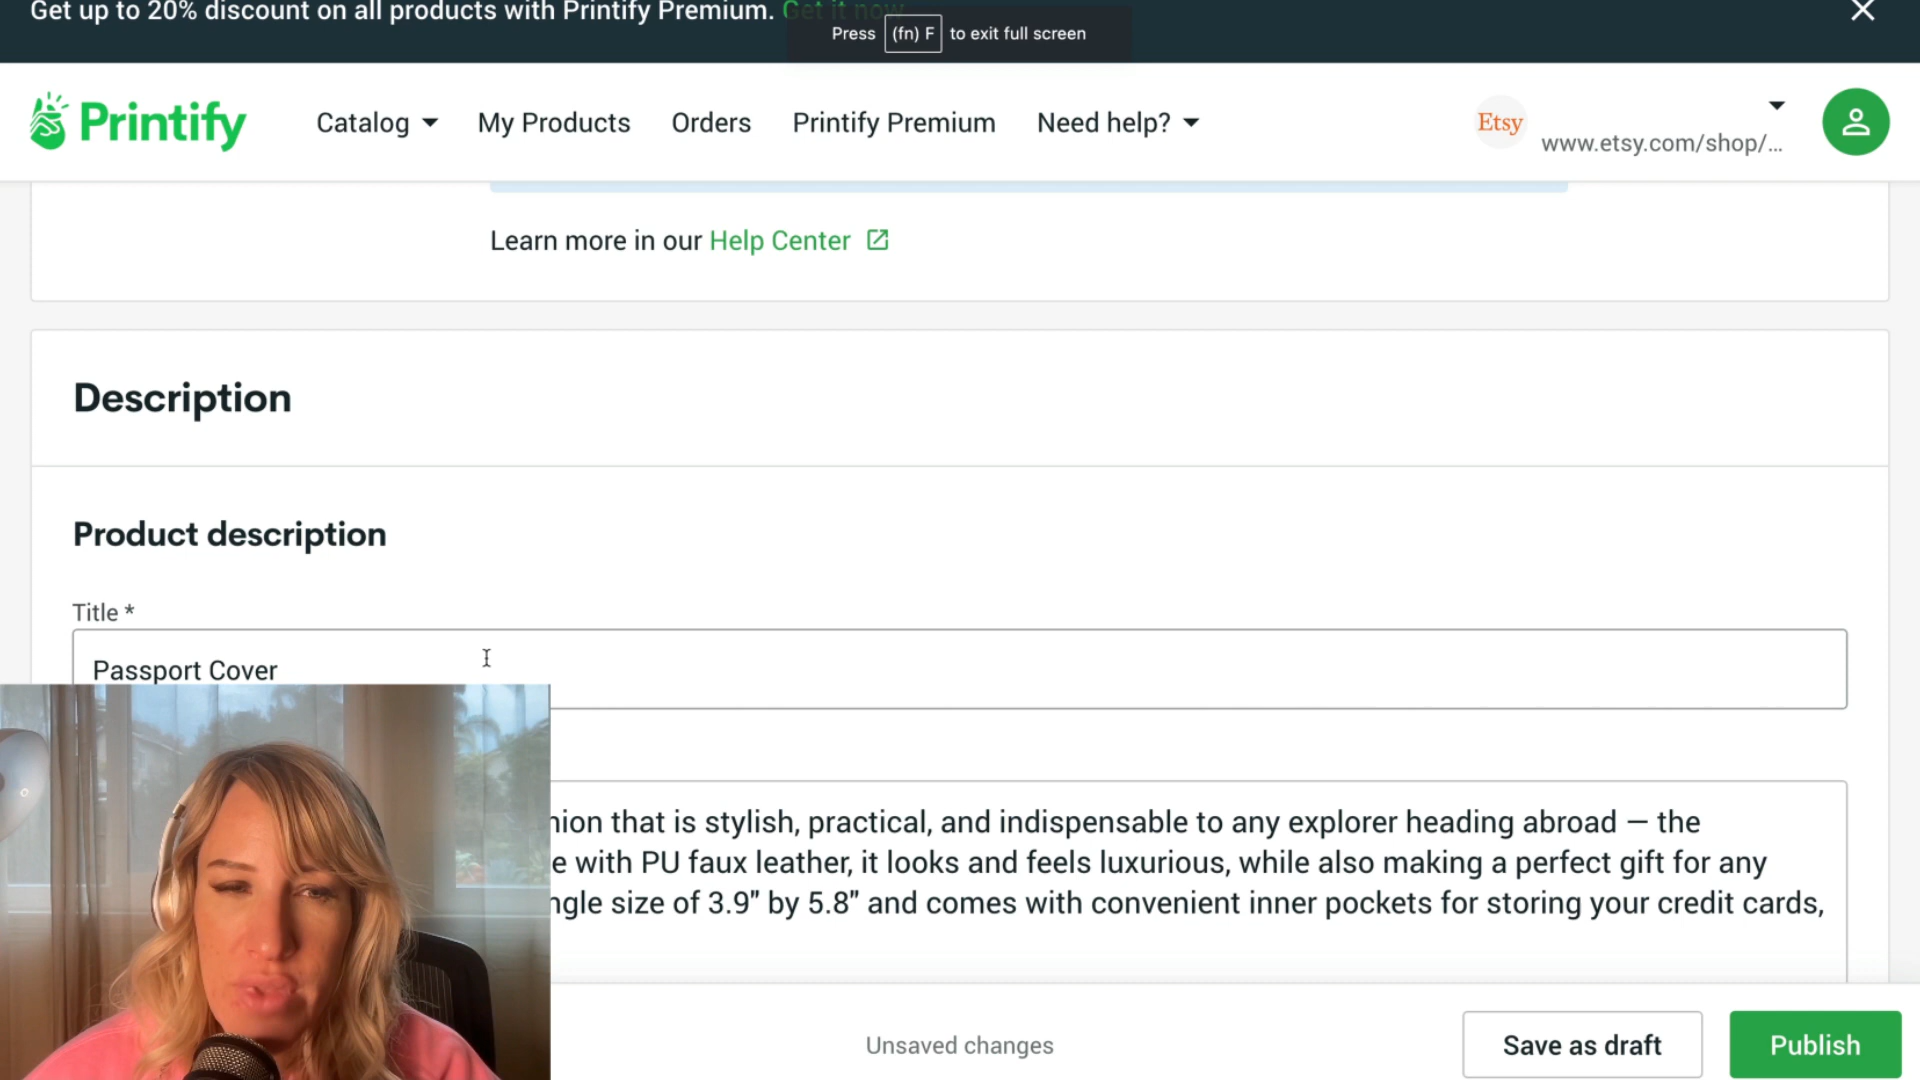 Get up to 20% discount on all products with Printify Premium. Get it now
Press (fn) F to exit full screen
Printify
Catalog
My Products
Orders
Printify Premium
Need help?
Etsy
www.etsy.com/shop/...
Learn more in our Help Center
Description
Product description
Title *
Passport Cover
that is stylish, practical, and indispensable to any explorer heading abroad — the
with PU faux leather, it looks and feels luxurious, while also making a perfect gift for any
size of 3.9" by 5.8" and comes with convenient inner pockets for storing your credit cards,
Unsaved changes
Save as draft
Publish